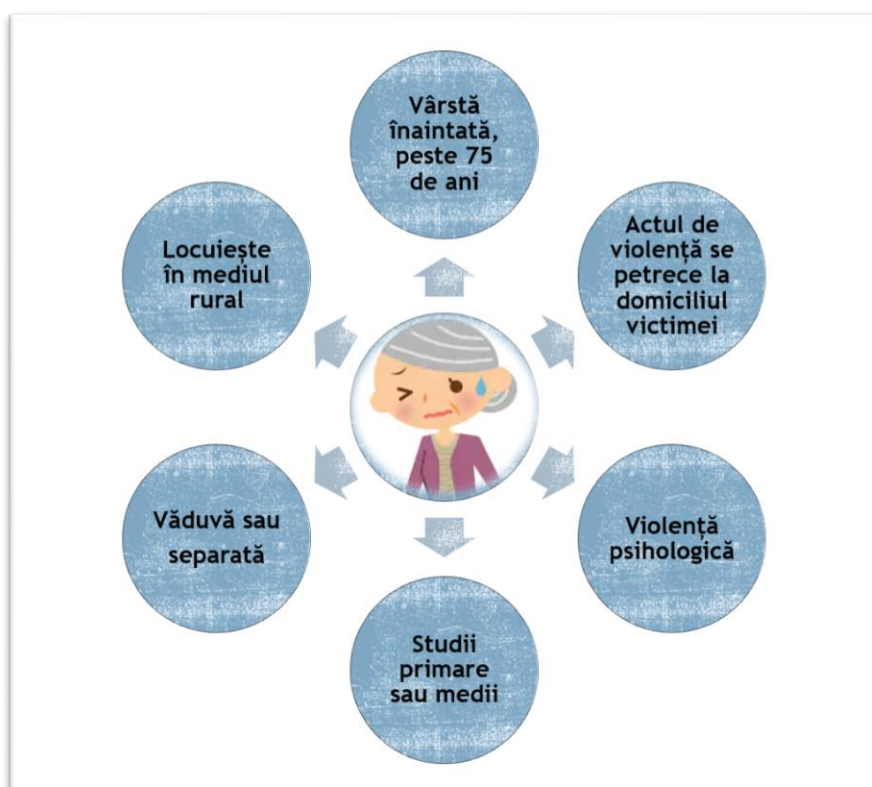 Vârstă
înaintată,
peste 75
de ani
Actul de
violență se
petrece la
domiciliul
victimei
Violență
psihologică
Studii
primare
sau medii
Văduvă sau
separată
Locuiește
în mediul
rural